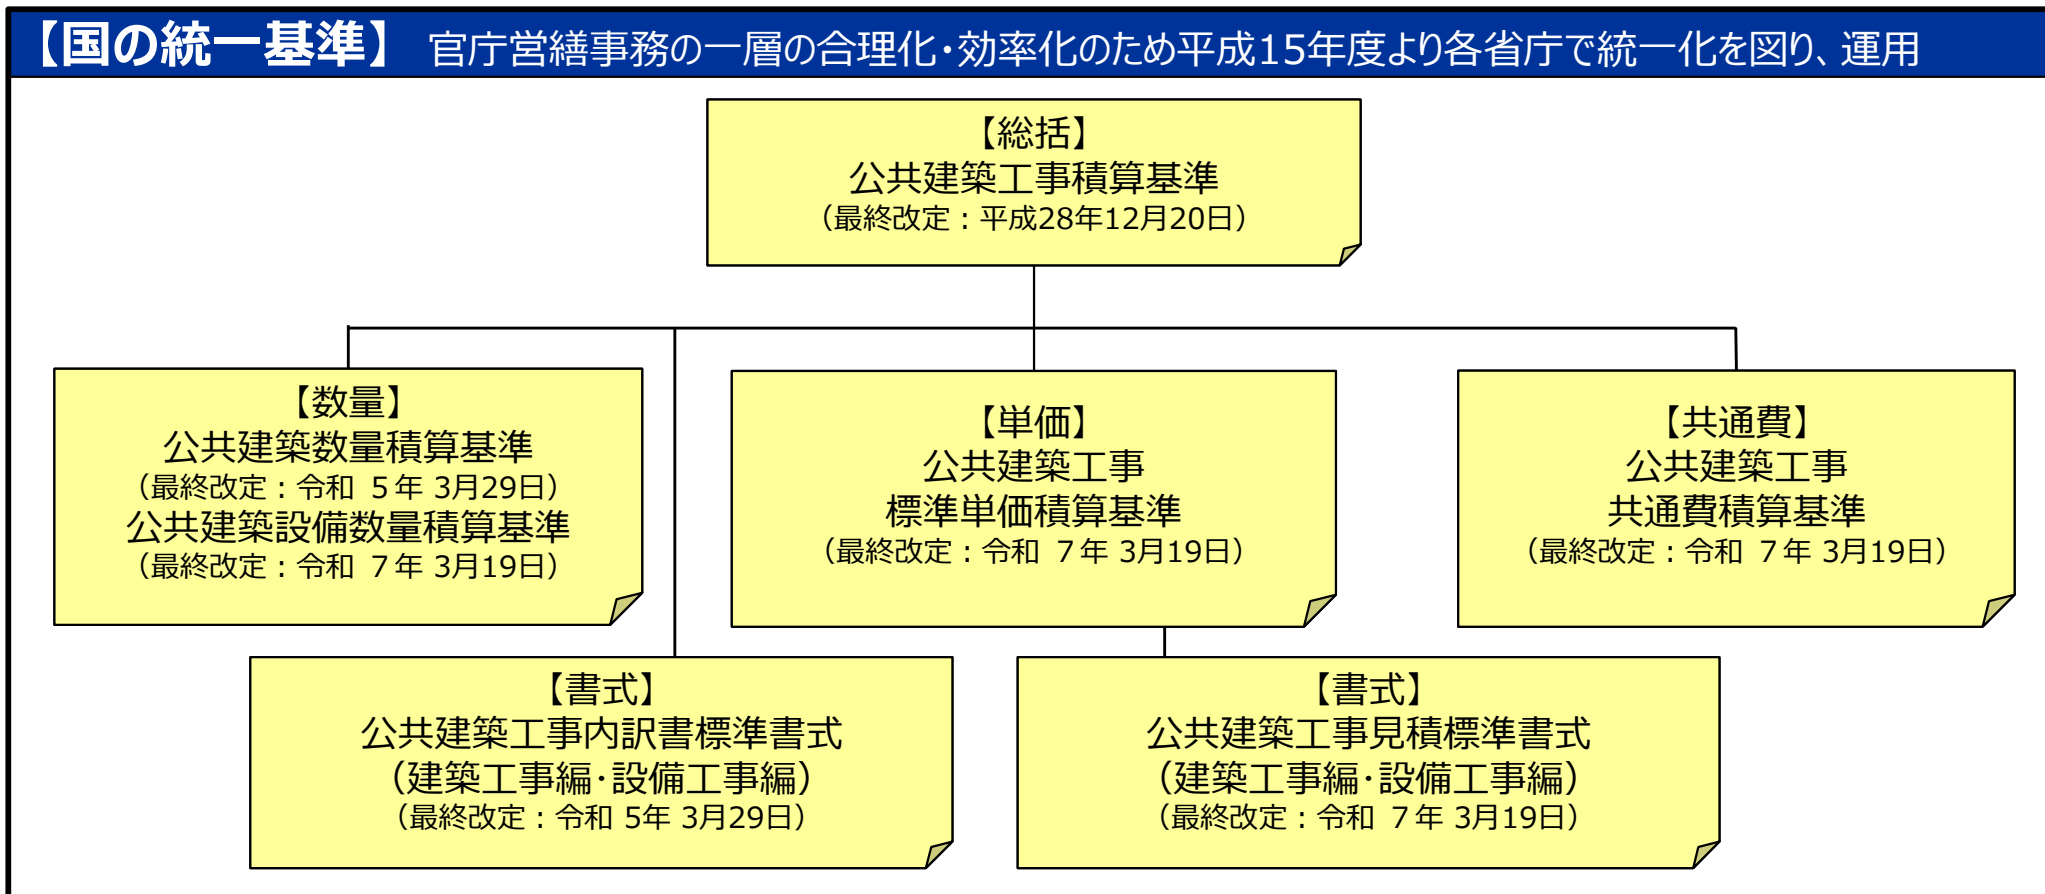 【国の統一基準】 官庁営繕事務の一層の合理化・効率化のため平成15年度より各省庁で統一化を図り、運用
【総括】
公共建築工事積算基準
（最終改定：平成28年12月20日）
【数量】
公共建築数量積算基準
（最終改定：令和 ５年 3月29日）
公共建築設備数量積算基準
（最終改定：令和 ７年 3月19日）
【単価】
公共建築工事
標準単価積算基準
（最終改定：令和 ７年 3月19日）
【共通費】
公共建築工事
共通費積算基準
（最終改定：令和 ７年 3月19日）
【書式】
公共建築工事内訳書標準書式
（建築工事編・設備工事編）
（最終改定：令和 5年 3月29日）
【書式】
公共建築工事見積標準書式
（建築工事編・設備工事編）
（最終改定：令和 ７年 3月19日）